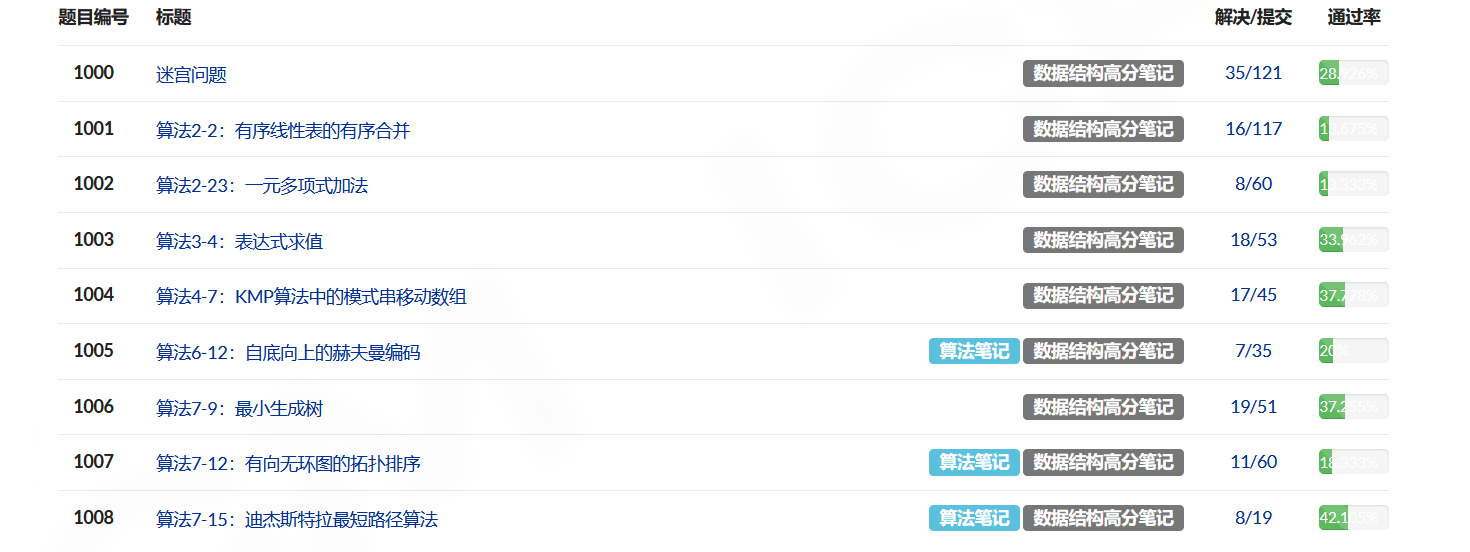 题目编号 标题 解决/提交 通过率
1000 迷宫问题 数据结构高分笔记 35/121 28.926%
1001 算法2-2：有序线性表的有序合并 数据结构高分笔记 16/117 13.675%
1002 算法2-23：一元多项式加法 数据结构高分笔记 8/60 13.333%
1003 算法3-4：表达式求值 数据结构高分笔记 18/53 33.962%
1004 算法4-7：KMP算法中的模式串移动数组 数据结构高分笔记 17/45 37.778%
1005 算法6-12：自底向上的赫夫曼编码 算法笔记 数据结构高分笔记 7/35 20%
1006 算法7-9：最小生成树 数据结构高分笔记 19/51 37.255%
1007 算法7-12：有向无环图的拓扑排序 算法笔记 数据结构高分笔记 11/60 18.333%
1008 算法7-15：迪杰斯特拉最短路径算法 算法笔记 数据结构高分笔记 8/19 42.105%